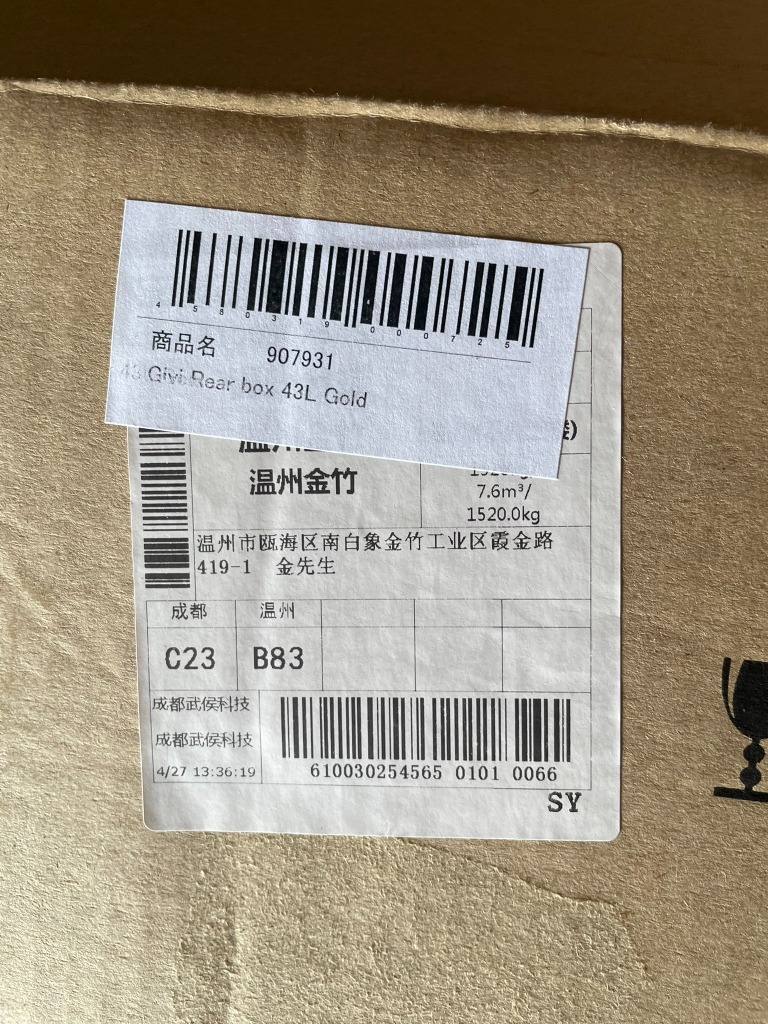 4580319000725
商品名 907931
43 Givi Rear box 43L Gold
温州金竹
7.6m³/
1520.0kg
温州市瓯海区南白象金竹工业区霞金路
419-1 金先生
成都 温州
C23 B83
成都武侯科技
成都武侯科技
4/27 13:36:19
610030254565 0101 0066
SY